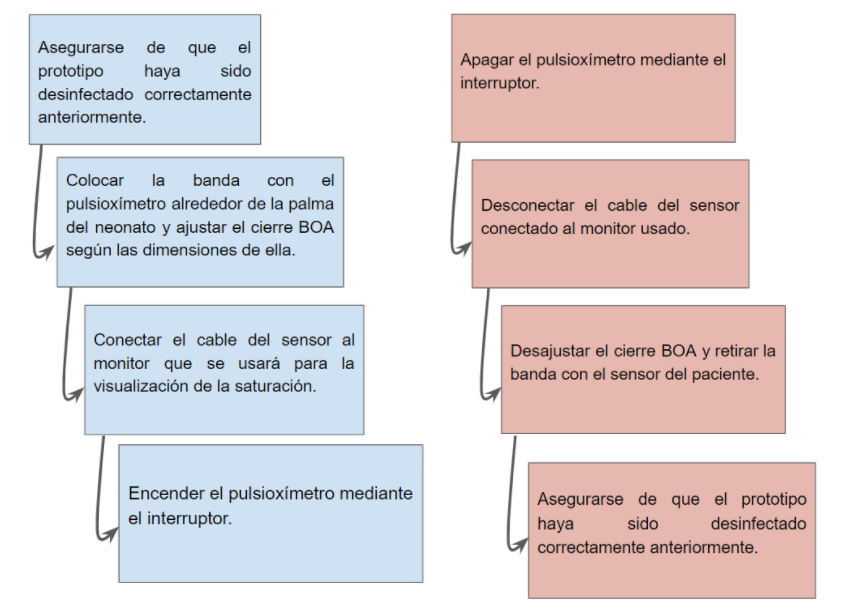 Asegurarse de que el
prototipo haya sido
desinfectado correctamente
anteriormente.
Colocar la banda con el
pulsioxímetro alrededor de la palma
del neonato y ajustar el cierre BOA
según las dimensiones de ella.
Conectar el cable del sensor al
monitor que se usará para la
visualización de la saturación.
Encender el pulsioxímetro mediante
el interruptor.
Apagar el pulsioxímetro mediante el
interruptor.
Desconectar el cable del sensor
conectado al monitor usado.
Desajustar el cierre BOA y retirar la
banda con el sensor del paciente.
Asegurarse de que el prototipo
haya sido desinfectado
correctamente anteriormente.